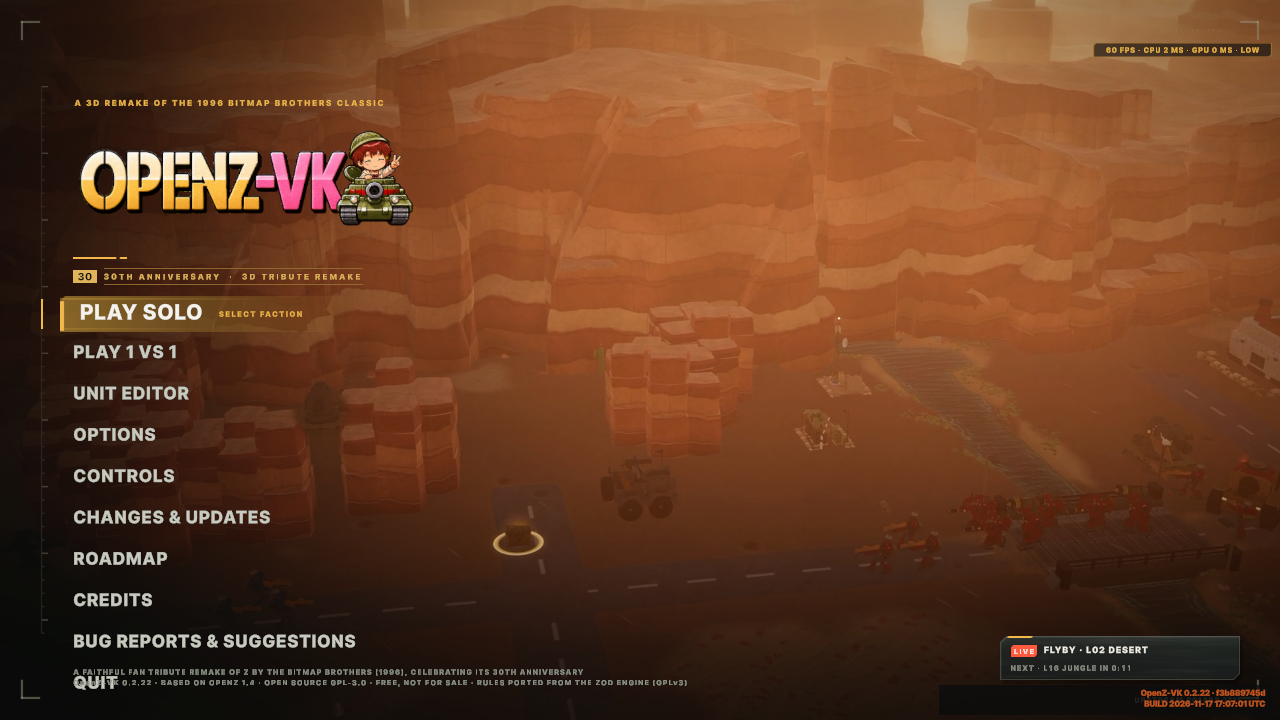 60 FPS · CPU 2 MS · GPU 0 MS · LOW
A 3D REMAKE OF THE 1996 BITMAP BROTHERS CLASSIC
OPENZ-VK
30 30TH ANNIVERSARY · 3D TRIBUTE REMAKE
PLAY SOLO SELECT FACTION
PLAY 1 VS 1
UNIT EDITOR
OPTIONS
CONTROLS
CHANGES & UPDATES
ROADMAP
CREDITS
BUG REPORTS & SUGGESTIONS
LIVE FLYBY · L02 DESERT
NEXT · L16 JUNGLE IN 0:11
A FAITHFUL FAN TRIBUTE REMAKE OF Z BY THE BITMAP BROTHERS (1996), CELEBRATING ITS 30TH ANNIVERSARY
QUIT
0.2.22 · BASED ON OPENZ 1.4 · OPEN SOURCE GPL-3.0 · FREE, NOT FOR SALE · RULES PORTED FROM THE ZOD ENGINE (GPLV3)
OpenZ-VK 0.2.22 · f3b889745d
BUILD 2026-11-17 17:07:01 UTC